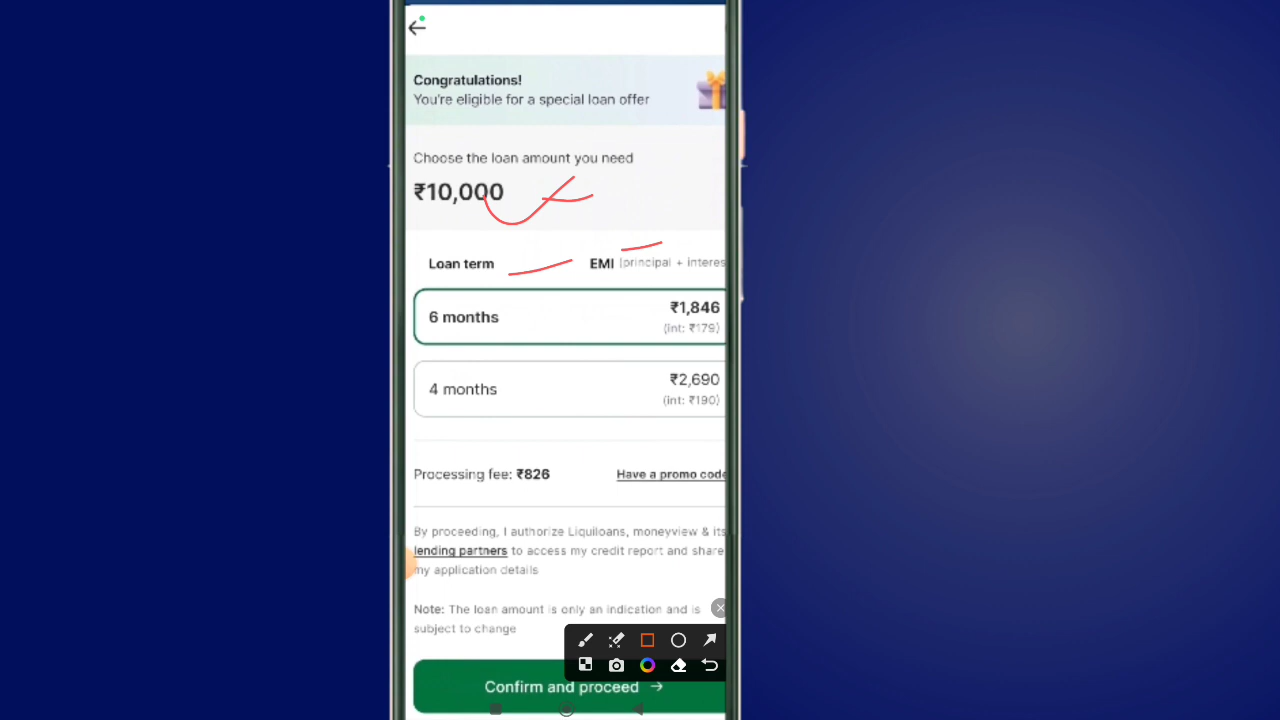 Congratulations!
You're eligible for a special loan offer
Choose the loan amount you need
₹10,000
Loan term EMI (principal + interes
6 months ₹1,846
(int: ₹179)
4 months ₹2,690
(int: ₹190)
Processing fee: ₹826 Have a promo code
By proceeding, I authorize Liquiloans, moneyview & its
lending partners to access my credit report and share
my application details
Note: The loan amount is only an indication and is
subject to change
Confirm and proceed →